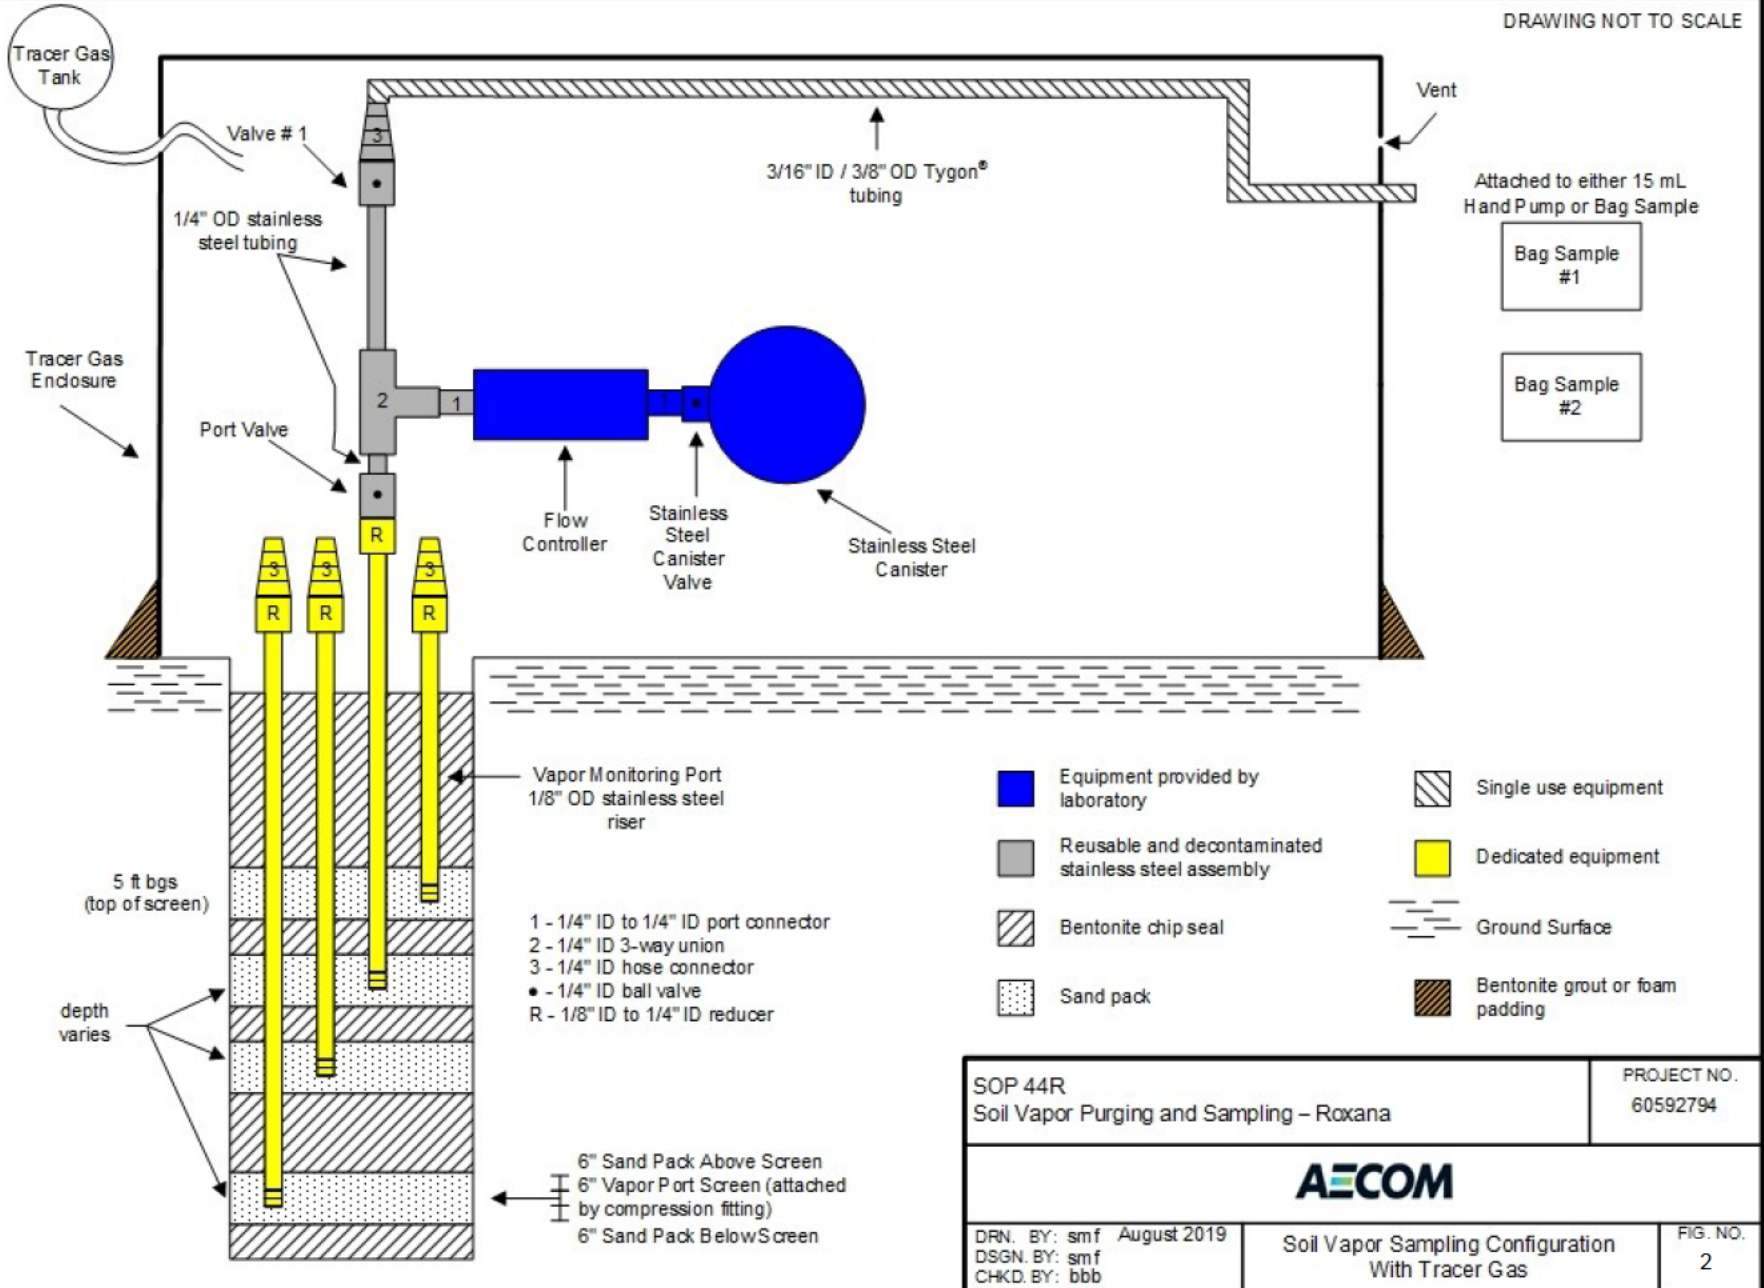 DRAWING NOT TO SCALE
Tracer Gas
Tank
Valve # 1
3
3/16" ID / 3/8" OD Tygon®
tubing
Vent
Attached to either 15 mL
Hand Pump or Bag Sample
Bag Sample
#1
Bag Sample
#2
1/4" OD stainless
steel tubing
Tracer Gas
Enclosure
2
1
1
Port Valve
R
Flow
Controller
Stainless
Steel
Canister
Valve
Stainless Steel
Canister
3
3
3
R
R
R
Vapor Monitoring Port
1/8" OD stainless steel
riser
5 ft bgs
(top of screen)
depth
varies
1 - 1/4" ID to 1/4" ID port connector
2 - 1/4" ID 3-way union
3 - 1/4" ID hose connector
● - 1/4" ID ball valve
R - 1/8" ID to 1/4" ID reducer
6" Sand Pack Above Screen
6" Vapor Port Screen (attached
by compression fitting)
6" Sand Pack Below Screen
Equipment provided by
laboratory
Reusable and decontaminated
stainless steel assembly
Bentonite chip seal
Sand pack
Single use equipment
Dedicated equipment
Ground Surface
Bentonite grout or foam
padding
SOP 44R
Soil Vapor Purging and Sampling – Roxana
PROJECT NO.
60592794
AECOM
DRN. BY: smf August 2019
DSGN. BY: smf
CHKD. BY: bbb
Soil Vapor Sampling Configuration
With Tracer Gas
FIG. NO.
2